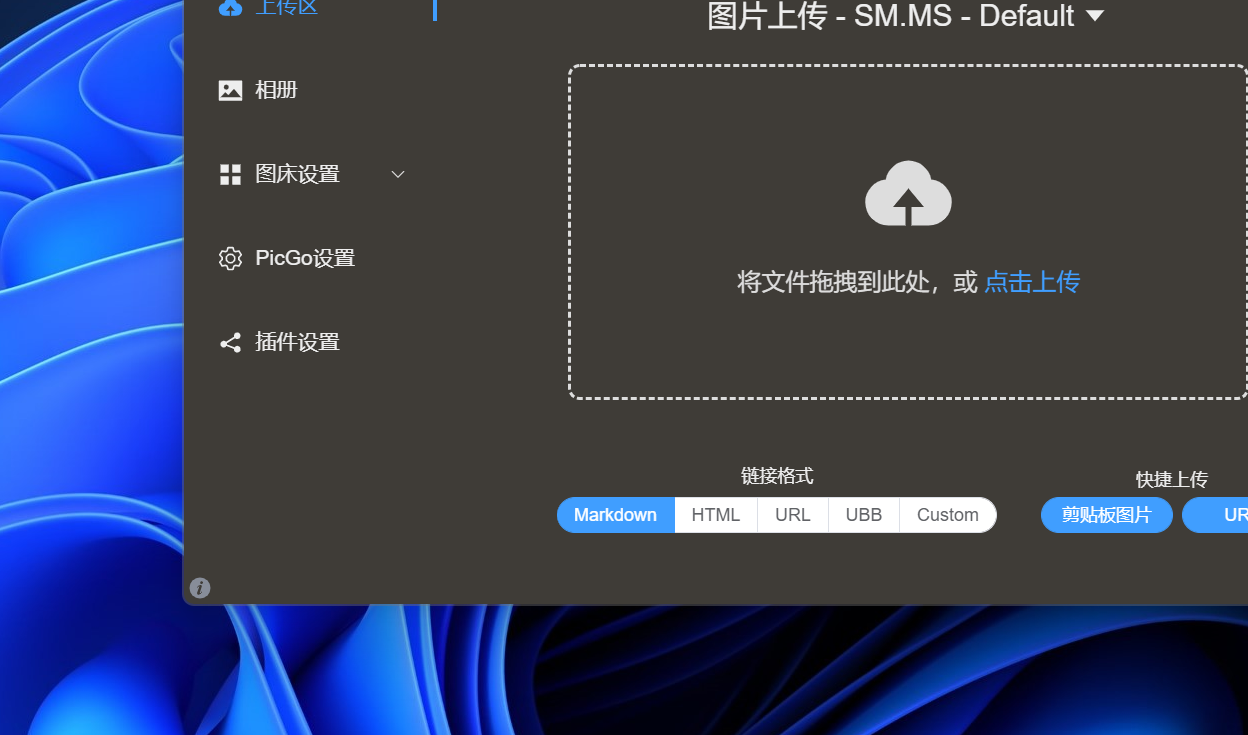 上传区
相册
图床设置
PicGo设置
插件设置
图片上传 - SM.MS - Default
将文件拖拽到此处，或 点击上传
链接格式
Markdown HTML URL UBB Custom
快捷上传
剪贴板图片 UR